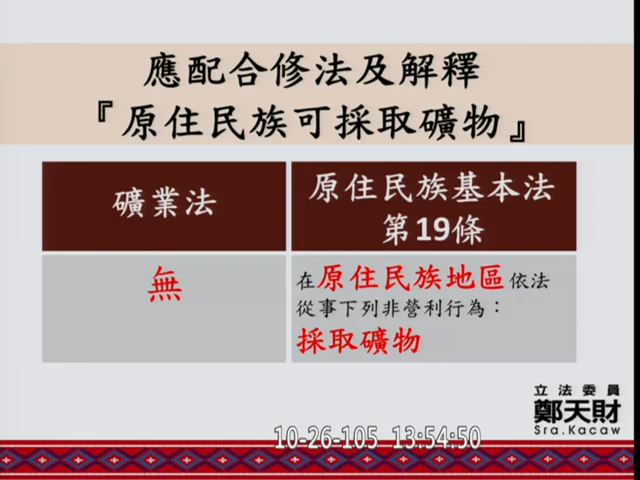 應配合修法及解釋
『原住民族可採取礦物』
礦業法
原住民族基本法
第19條
無
在原住民族地區依法
從事下列非營利行為：
採取礦物
立法委員
鄭天財
Sra.Kacaw
10-26-105 13:54:50